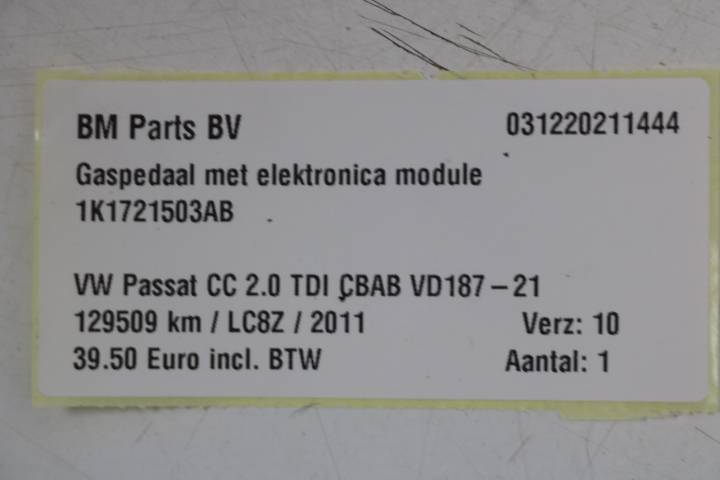 BM Parts BV 031220211444
Gaspedaal met elektronica module
1K1721503AB
VW Passat CC 2.0 TDI CBAB VD187-21
129509 km / LC8Z / 2011 Verz: 10
39.50 Euro incl. BTW Aantal: 1